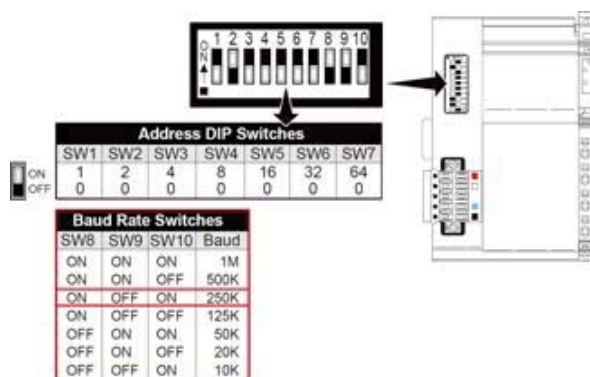 1 2 3 4 5 6 7 8 9 10
ON
Address DIP Switches
SW1 SW2 SW3 SW4 SW5 SW6 SW7
ON 1 2 4 8 16 32 64
OFF 0 0 0 0 0 0 0
Baud Rate Switches
SW8 SW9 SW10 Baud
ON ON ON 1M
ON ON OFF 500K
ON OFF ON 250K
ON OFF OFF 125K
OFF ON ON 50K
OFF ON OFF 20K
OFF OFF ON 10K